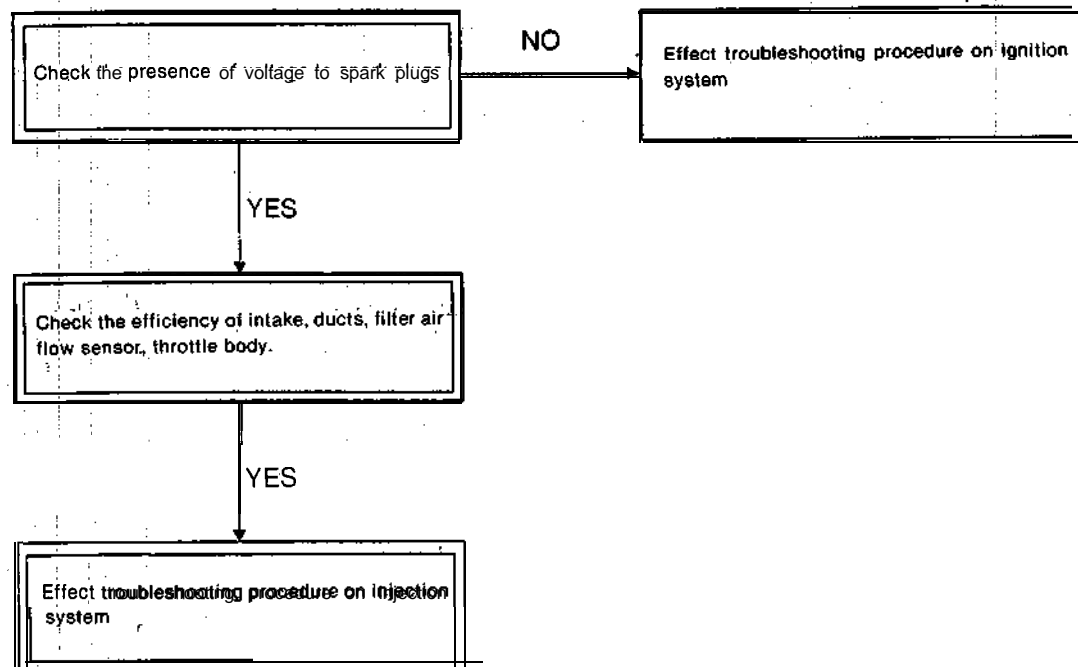 Check the presence of voltage to spark plugs
NO
Effect troubleshooting procedure on ignition
system
YES
Check the efficiency of intake, ducts, filter air
flow sensor, throttle body.
YES
Effect troubleshooting procedure on injection
system